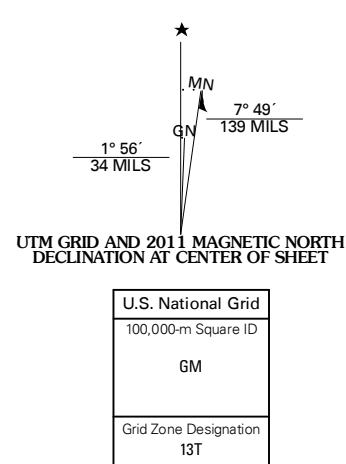 MN
7° 49´
139 MILS
GN
1° 56´
34 MILS
UTM GRID AND 2011 MAGNETIC NORTH
DECLINATION AT CENTER OF SHEET
U.S. National Grid
100,000-m Square ID
GM
Grid Zone Designation
13T